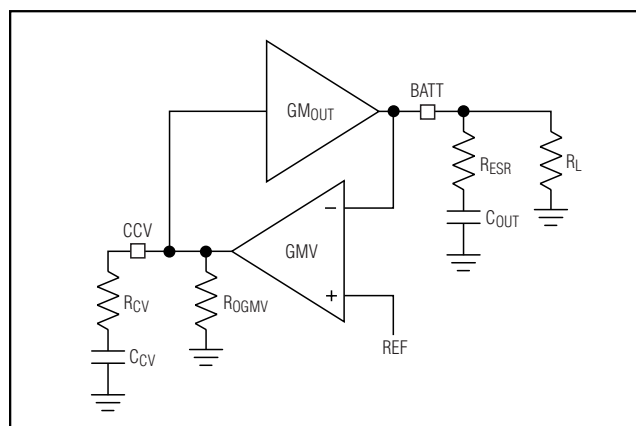 GMOUT
BATT
RESR
RL
COUT
CCV
GMV
−
+
RCV
ROGMV
CCV
REF